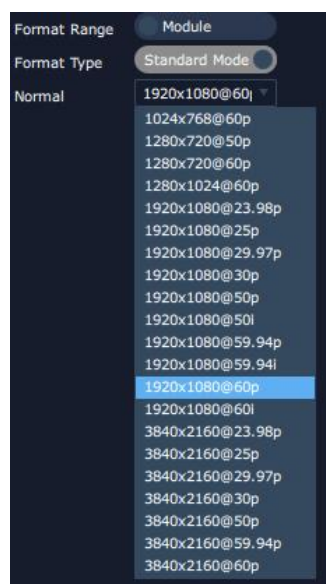 Format Range Module
Format Type Standard Mode
Normal 1920x1080@60
1024x768@60p
1280x720@50p
1280x720@60p
1280x1024@60p
1920x1080@23.98p
1920x1080@25p
1920x1080@29.97p
1920x1080@30p
1920x1080@50p
1920x1080@50i
1920x1080@59.94p
1920x1080@59.94i
1920x1080@60p
1920x1080@60i
3840x2160@23.98p
3840x2160@25p
3840x2160@29.97p
3840x2160@30p
3840x2160@50p
3840x2160@59.94p
3840x2160@60p